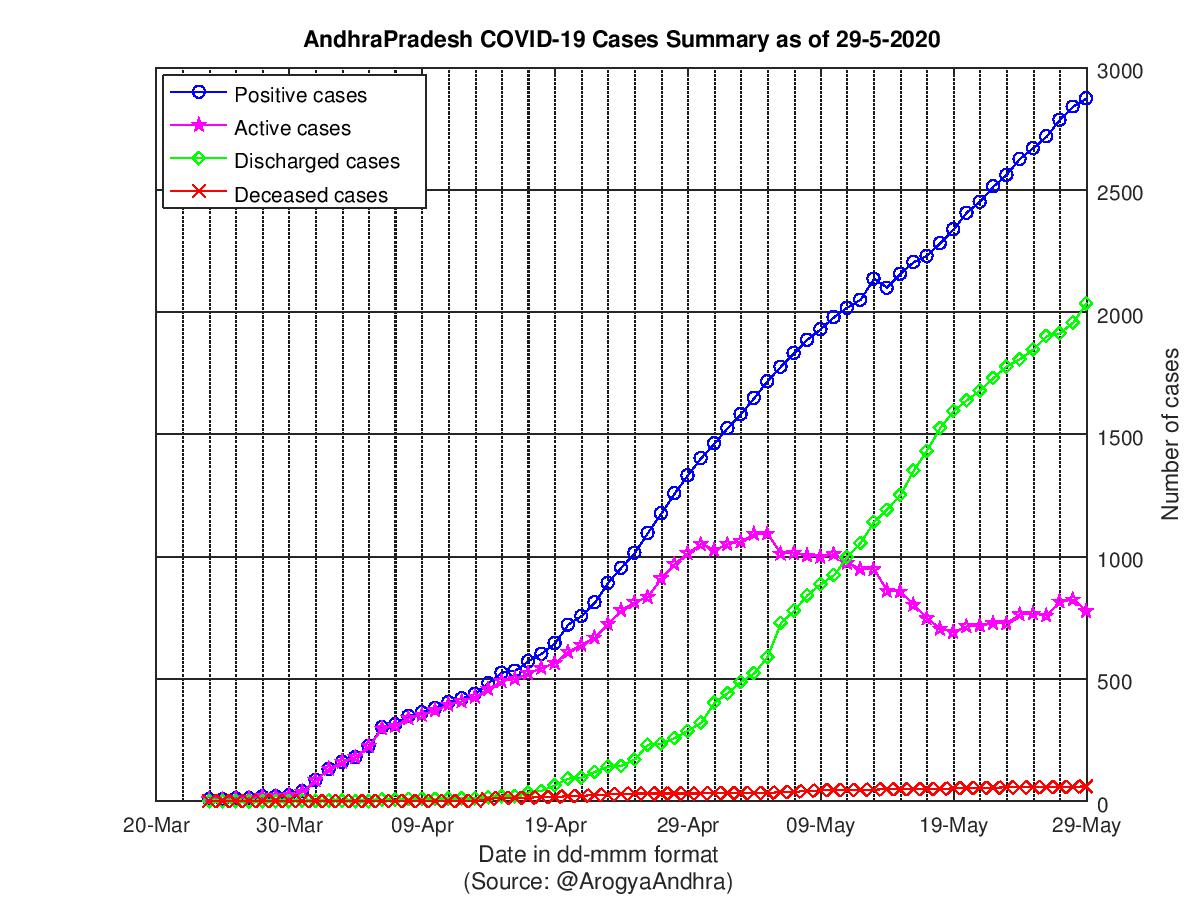 AndhraPradesh COVID-19 Cases Summary as of 29-5-2020
Positive cases
Active cases
Discharged cases
Deceased cases
3000
2500
2000
1500
1000
500
0
Number of cases
20-Mar 30-Mar 09-Apr 19-Apr 29-Apr 09-May 19-May 29-May
Date in dd-mmm format
(Source: @ArogyaAndhra)